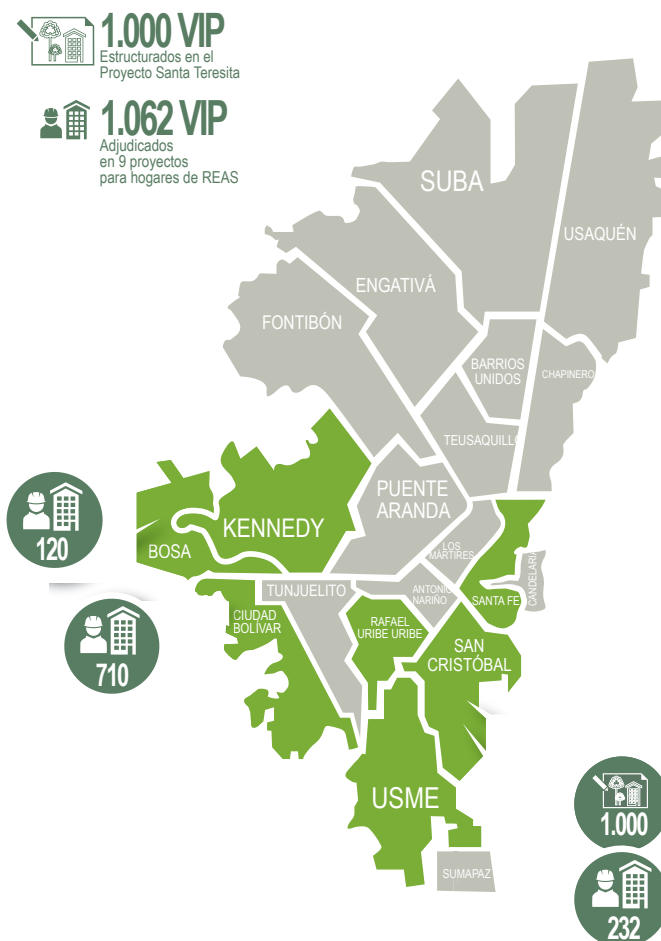 1.000 VIP
Estructurados en el
Proyecto Santa Teresita
1.062 VIP
Adjudicados
en 9 proyectos
para hogares de REAS
SUBA
USAQUÉN
ENGATIVÁ
FONTIBÓN
BARRIOS
UNIDOS
CHAPINERO
TEUSAQUILLO
PUENTE
ARANDA
KENNEDY
BOSA
120
LOS
MÁRTIRES
CANDELARIA
TUNJUELITO
ANTONIO
NARIÑO
SANTA FE
CIUDAD
BOLÍVAR
RAFAEL
URIBE URIBE
SAN
CRISTÓBAL
710
USME
1.000
SUMAPAZ
232